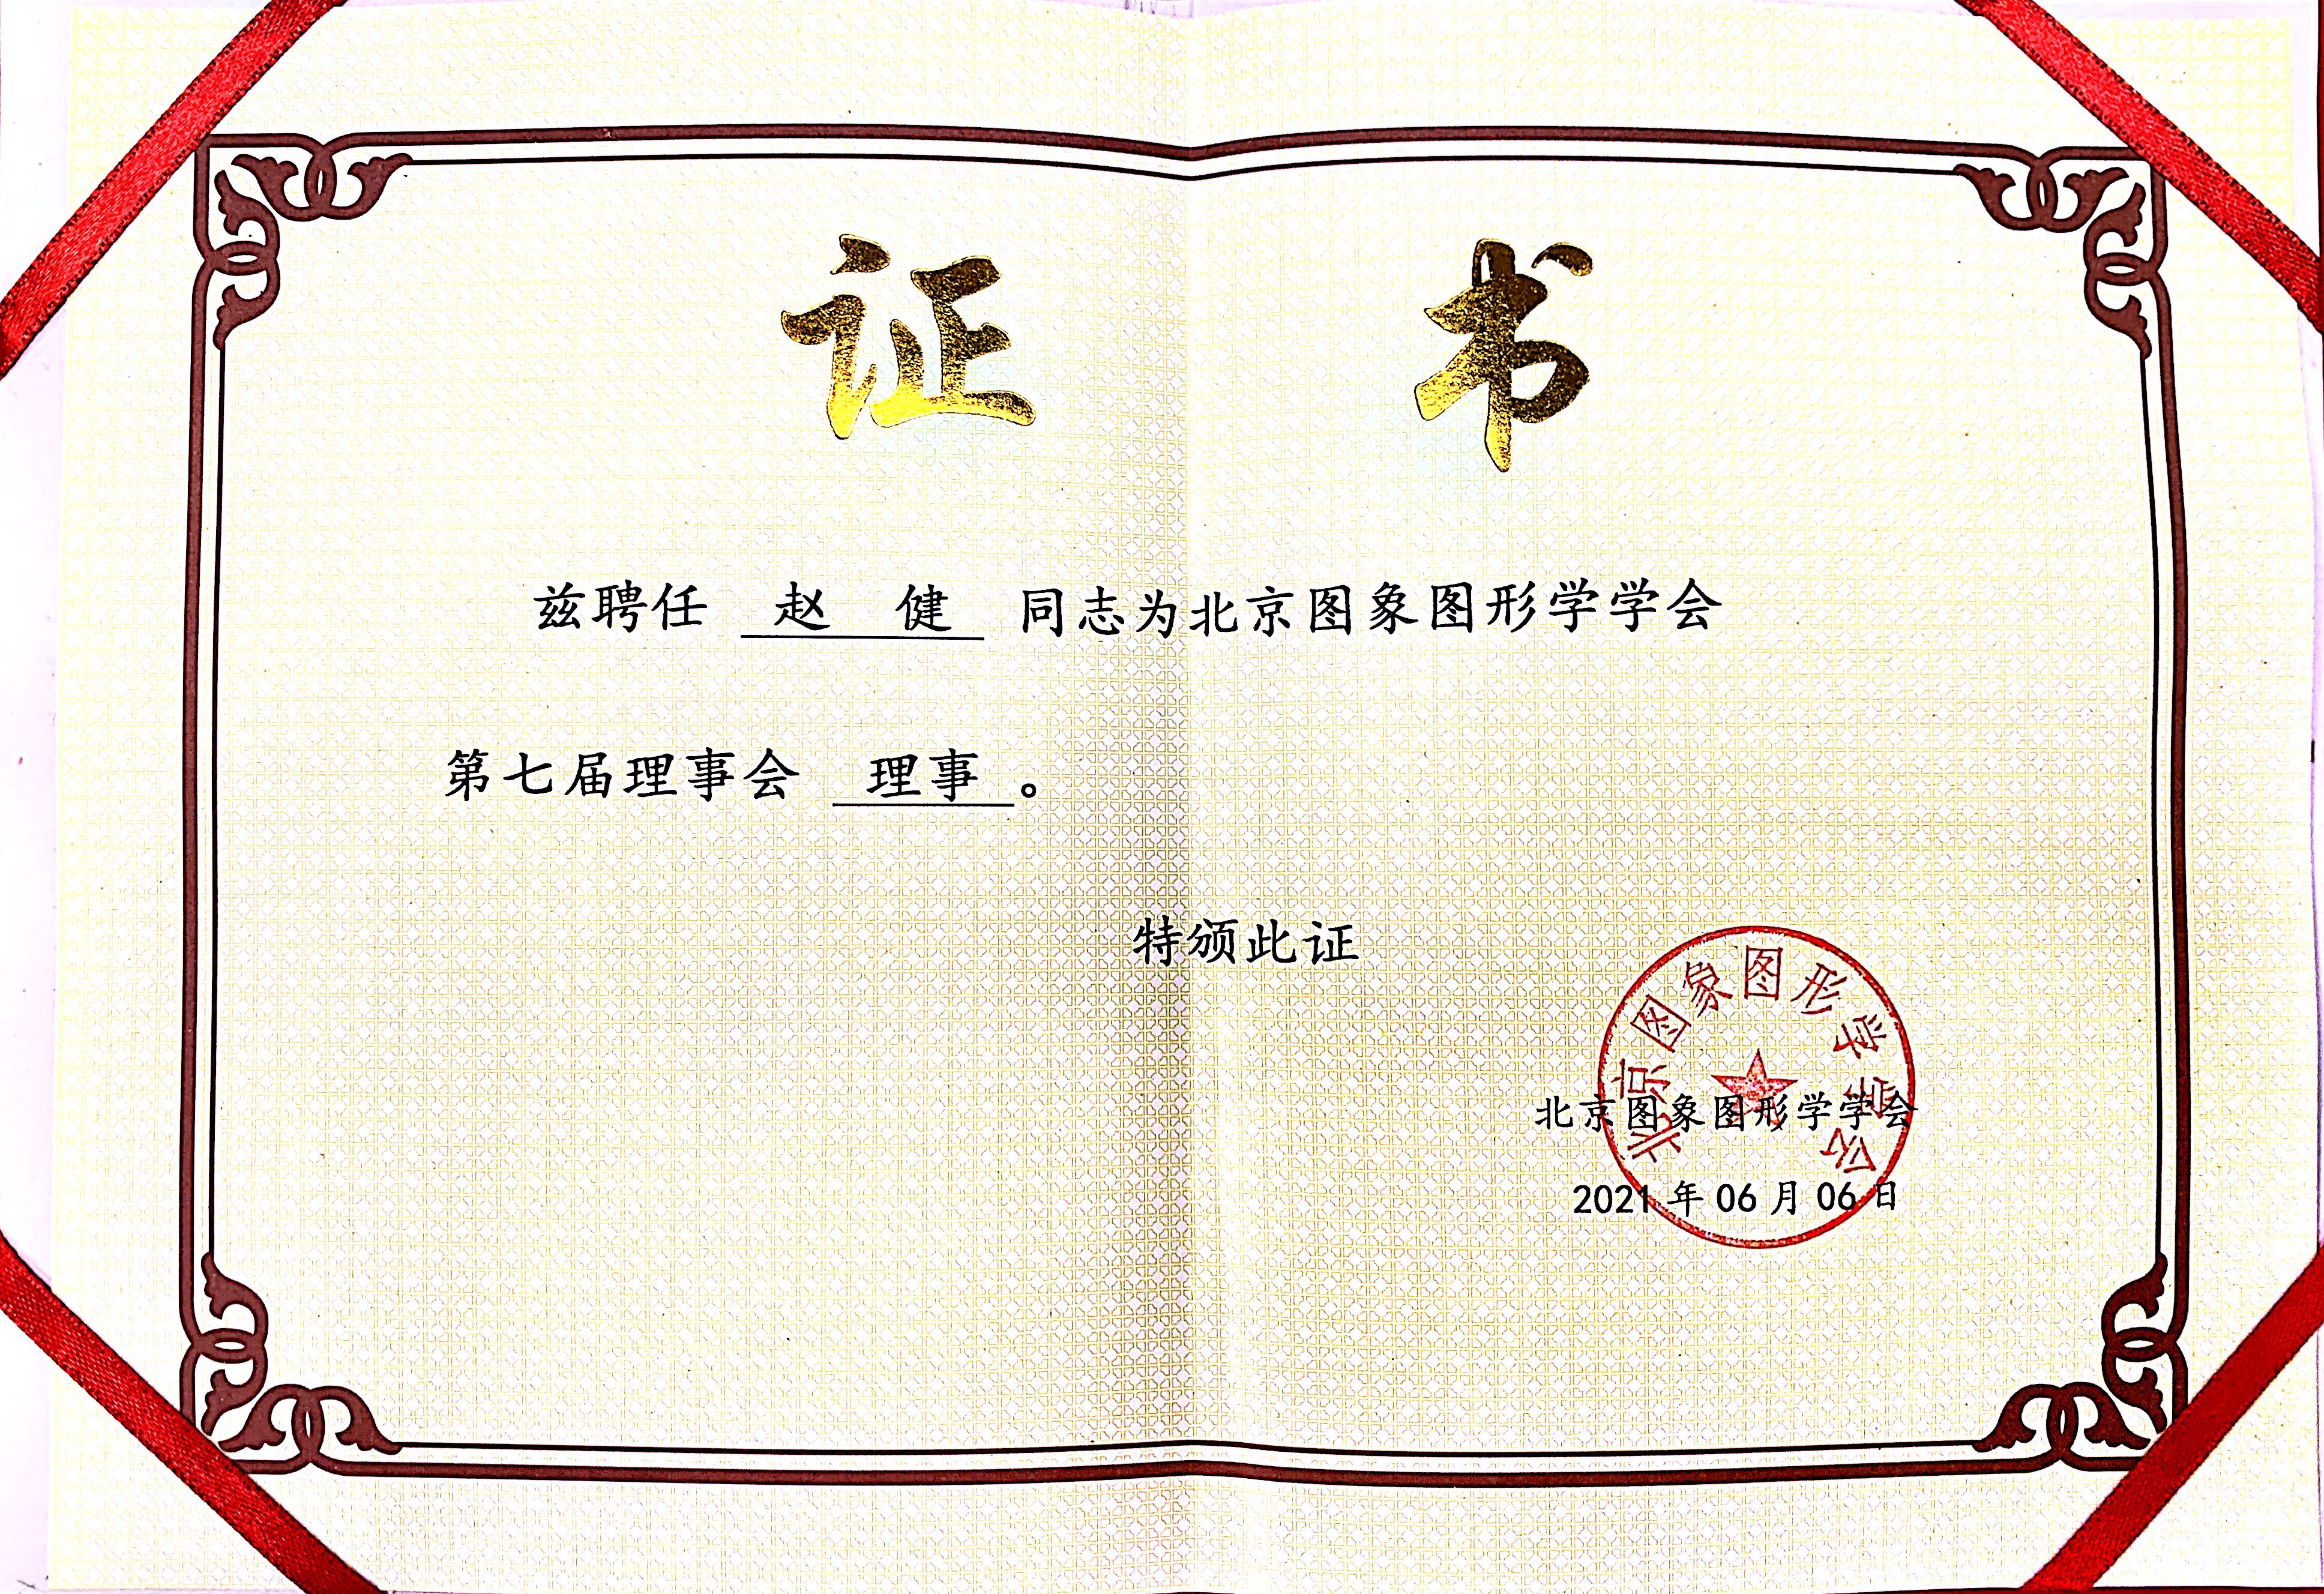 证 书
兹聘任 赵 健 同志为北京图象图形学学会
第七届理事会 理事 。
特颁此证
北京图象图形学学会
北京图象图形学学会
2021 年 06 月 06 日